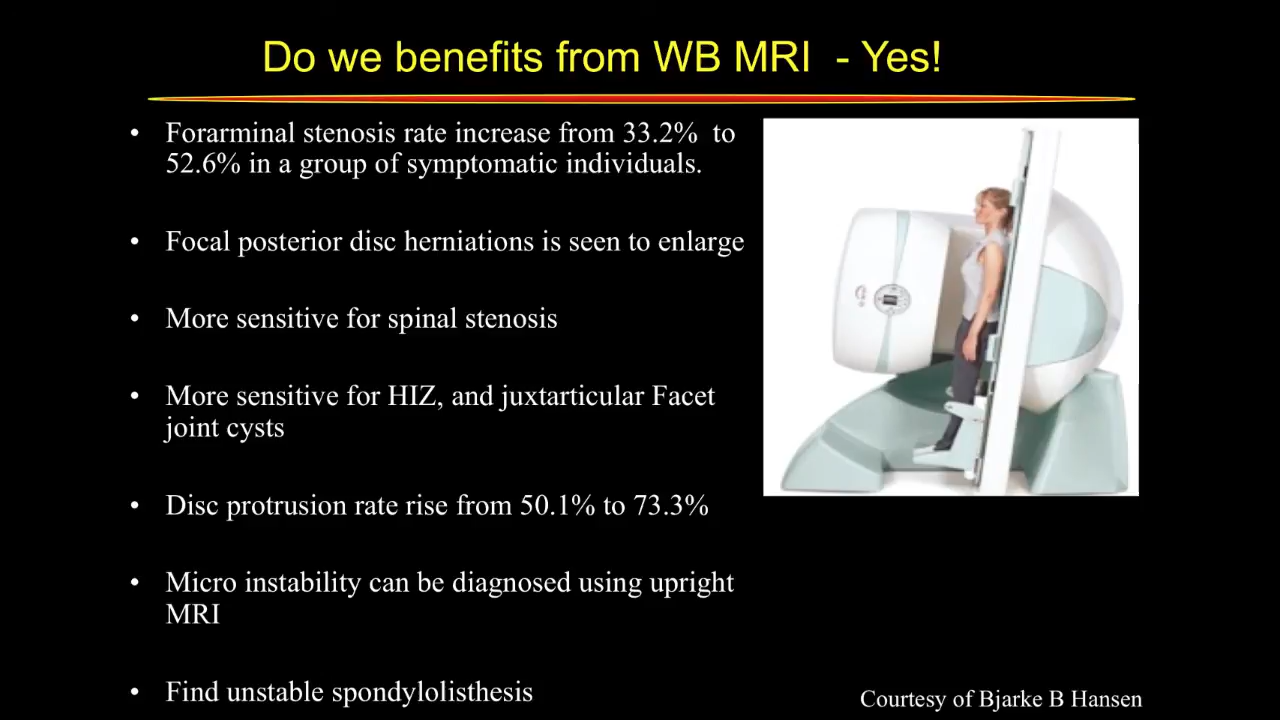 Do we benefits from WB MRI - Yes!
• Forarminal stenosis rate increase from 33.2% to
52.6% in a group of symptomatic individuals.
• Focal posterior disc herniations is seen to enlarge
• More sensitive for spinal stenosis
• More sensitive for HIZ, and juxtarticular Facet
joint cysts
• Disc protrusion rate rise from 50.1% to 73.3%
• Micro instability can be diagnosed using upright
MRI
• Find unstable spondylolisthesis
Courtesy of Bjarke B Hansen